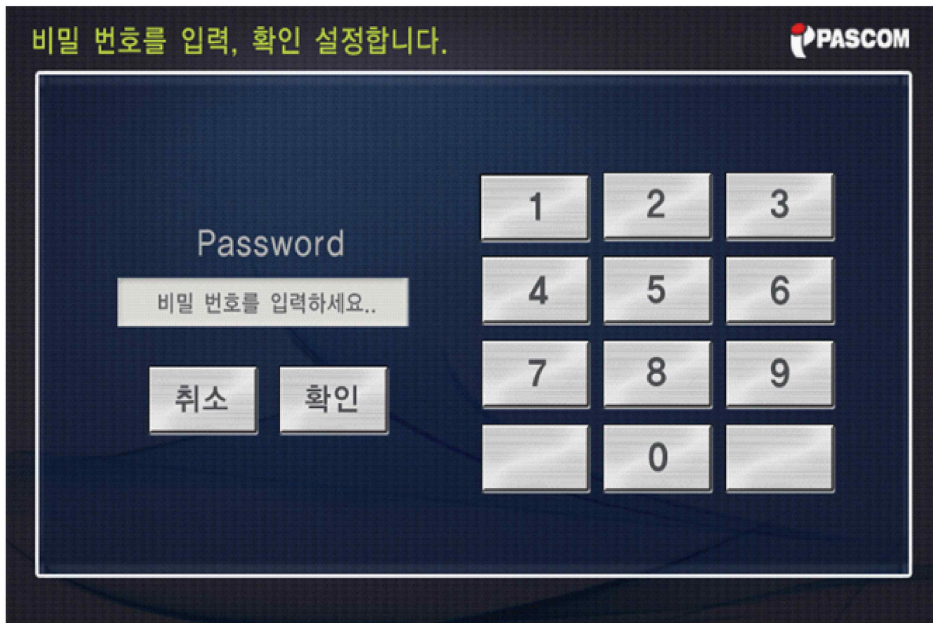 비밀 번호를 입력, 확인 설정합니다.
PASCOM
Password
비밀 번호를 입력하세요..
취소 확인
1 2 3
4 5 6
7 8 9
0